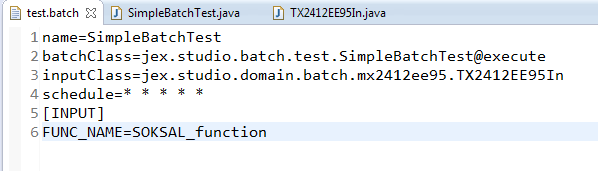 test.batch SimpleBatchTest.java TX2412EE95In.java
1 name=SimpleBatchTest
2 batchClass=jex.studio.batch.test.SimpleBatchTest@execute
3 inputClass=jex.studio.domain.batch.mx2412ee95.TX2412EE95In
4 schedule=* * * * *
5 [INPUT]
6 FUNC_NAME=SOKSAL_function